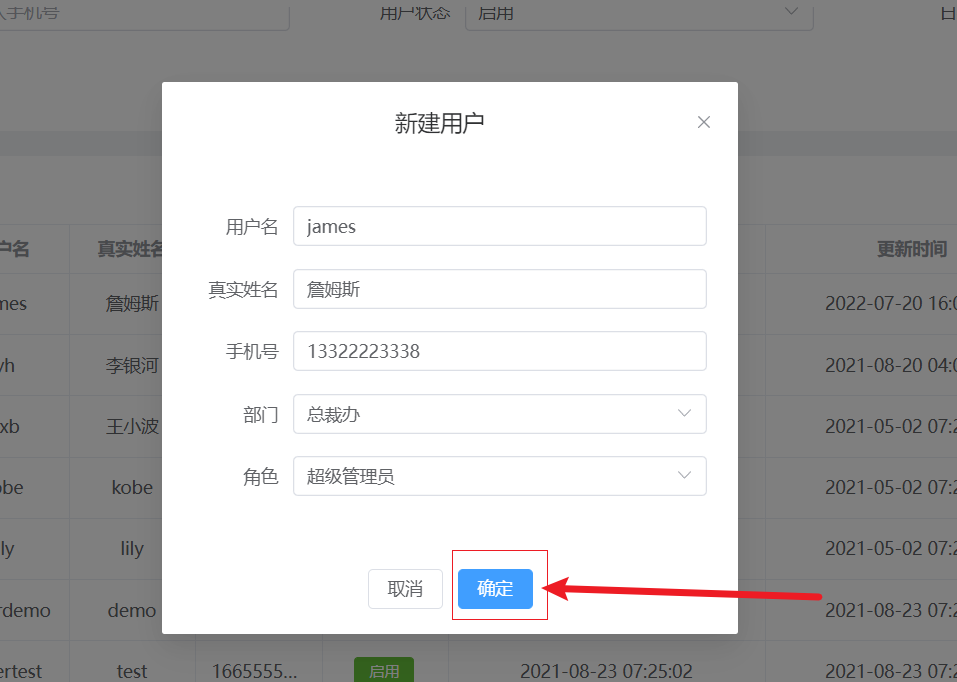 人手机号 用户状态 启用 日
新建用户
用户名 james
户名 真实姓名 更新时间
真实姓名 詹姆斯
mes 詹姆斯 2022-07-20 16:0
手机号 13322223338
yh 李银河 2021-08-20 04:0
部门 总裁办
xb 王小波 2021-05-02 07:2
角色 超级管理员
obe kobe 2021-05-02 07:2
ly lily 2021-05-02 07:2
取消 确定
rdemo demo 2021-08-23 07:2
ertest test 1665555... 启用 2021-08-23 07:25:02 2021-08-23 07:2